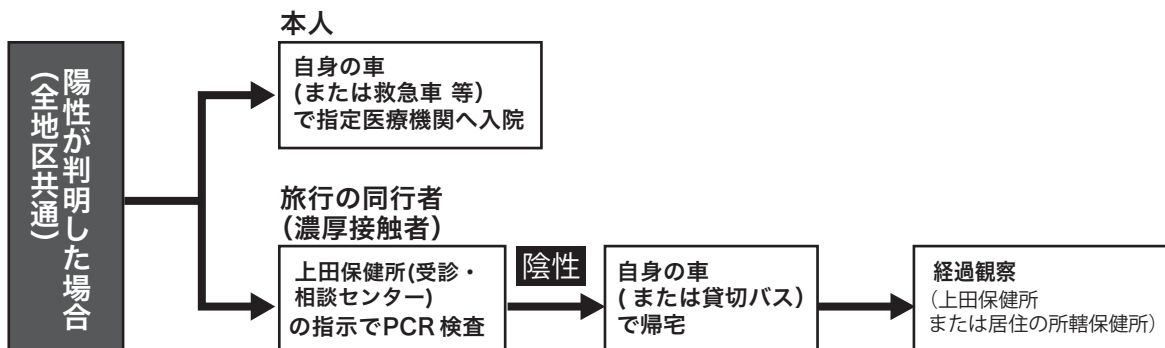 陽性が判明した場合
(全地区共通)
本人
自身の車
(または救急車 等)
で指定医療機関へ入院
旅行の同行者
(濃厚接触者)
上田保健所(受診・
相談センター)
の指示でPCR検査
陰性
自身の車
(または貸切バス)
で帰宅
経過観察
(上田保健所
または居住の所轄保健所)